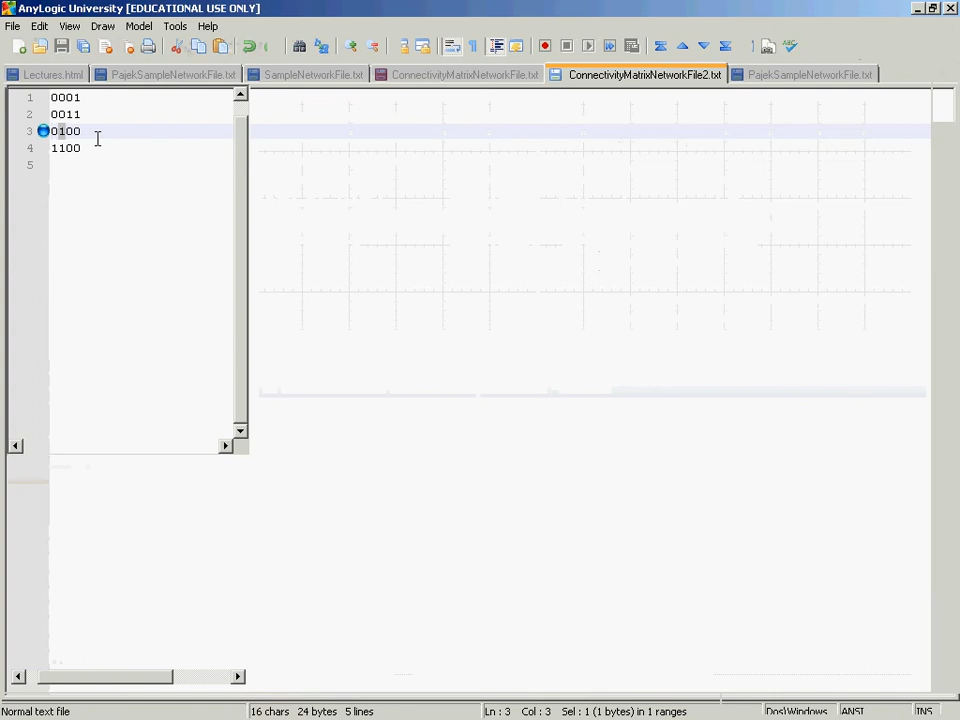 AnyLogic University [EDUCATIONAL USE ONLY]
File Edit View Draw Model Tools Help
Lectures.html PajekSampleNetworkFile.txt SampleNetworkFile.txt ConnectivityMatrixNetworkFile.txt ConnectivityMatrixNetworkFile2.txt PajekSampleNetworkFile.txt
1 0001
2 0011
3 0100
4 1100
5
Normal text file 16 chars 24 bytes 5 lines Ln : 3 Col : 3 Sel : 1 (1 bytes) in 1 ranges Dos\Windows ANSI INS